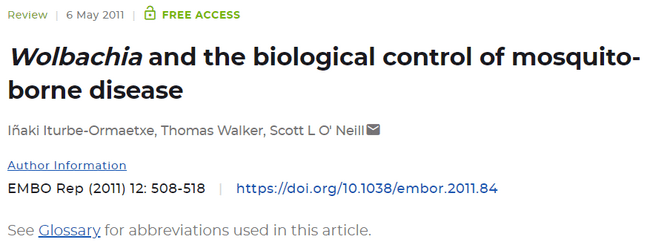 Review | 6 May 2011 | FREE ACCESS
Wolbachia and the biological control of mosquito-
borne disease
Iñaki Iturbe-Ormaetxe, Thomas Walker, Scott L O' Neill
Author Information
EMBO Rep (2011) 12: 508-518 | https://doi.org/10.1038/embor.2011.84
See Glossary for abbreviations used in this article.